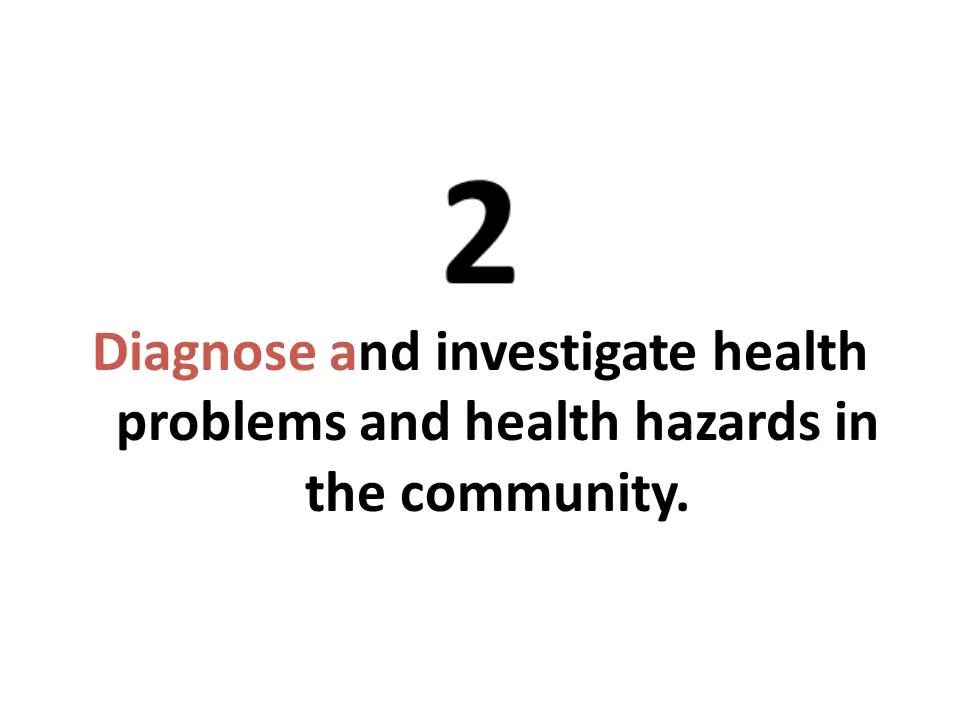 2
Diagnose and investigate health
problems and health hazards in
the community.